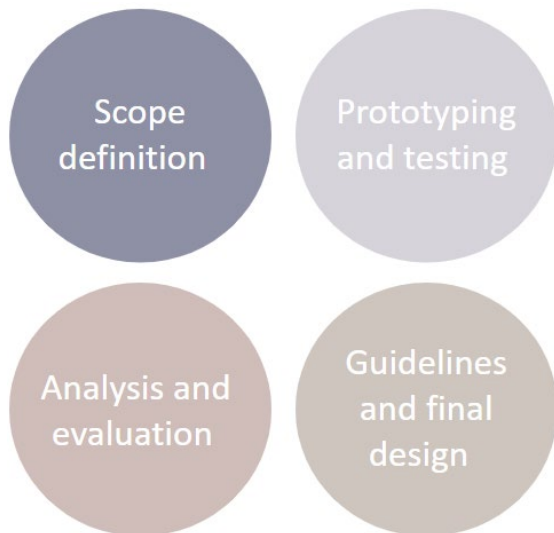 Scope
definition
Prototyping
and testing
Analysis and
evaluation
Guidelines
and final
design